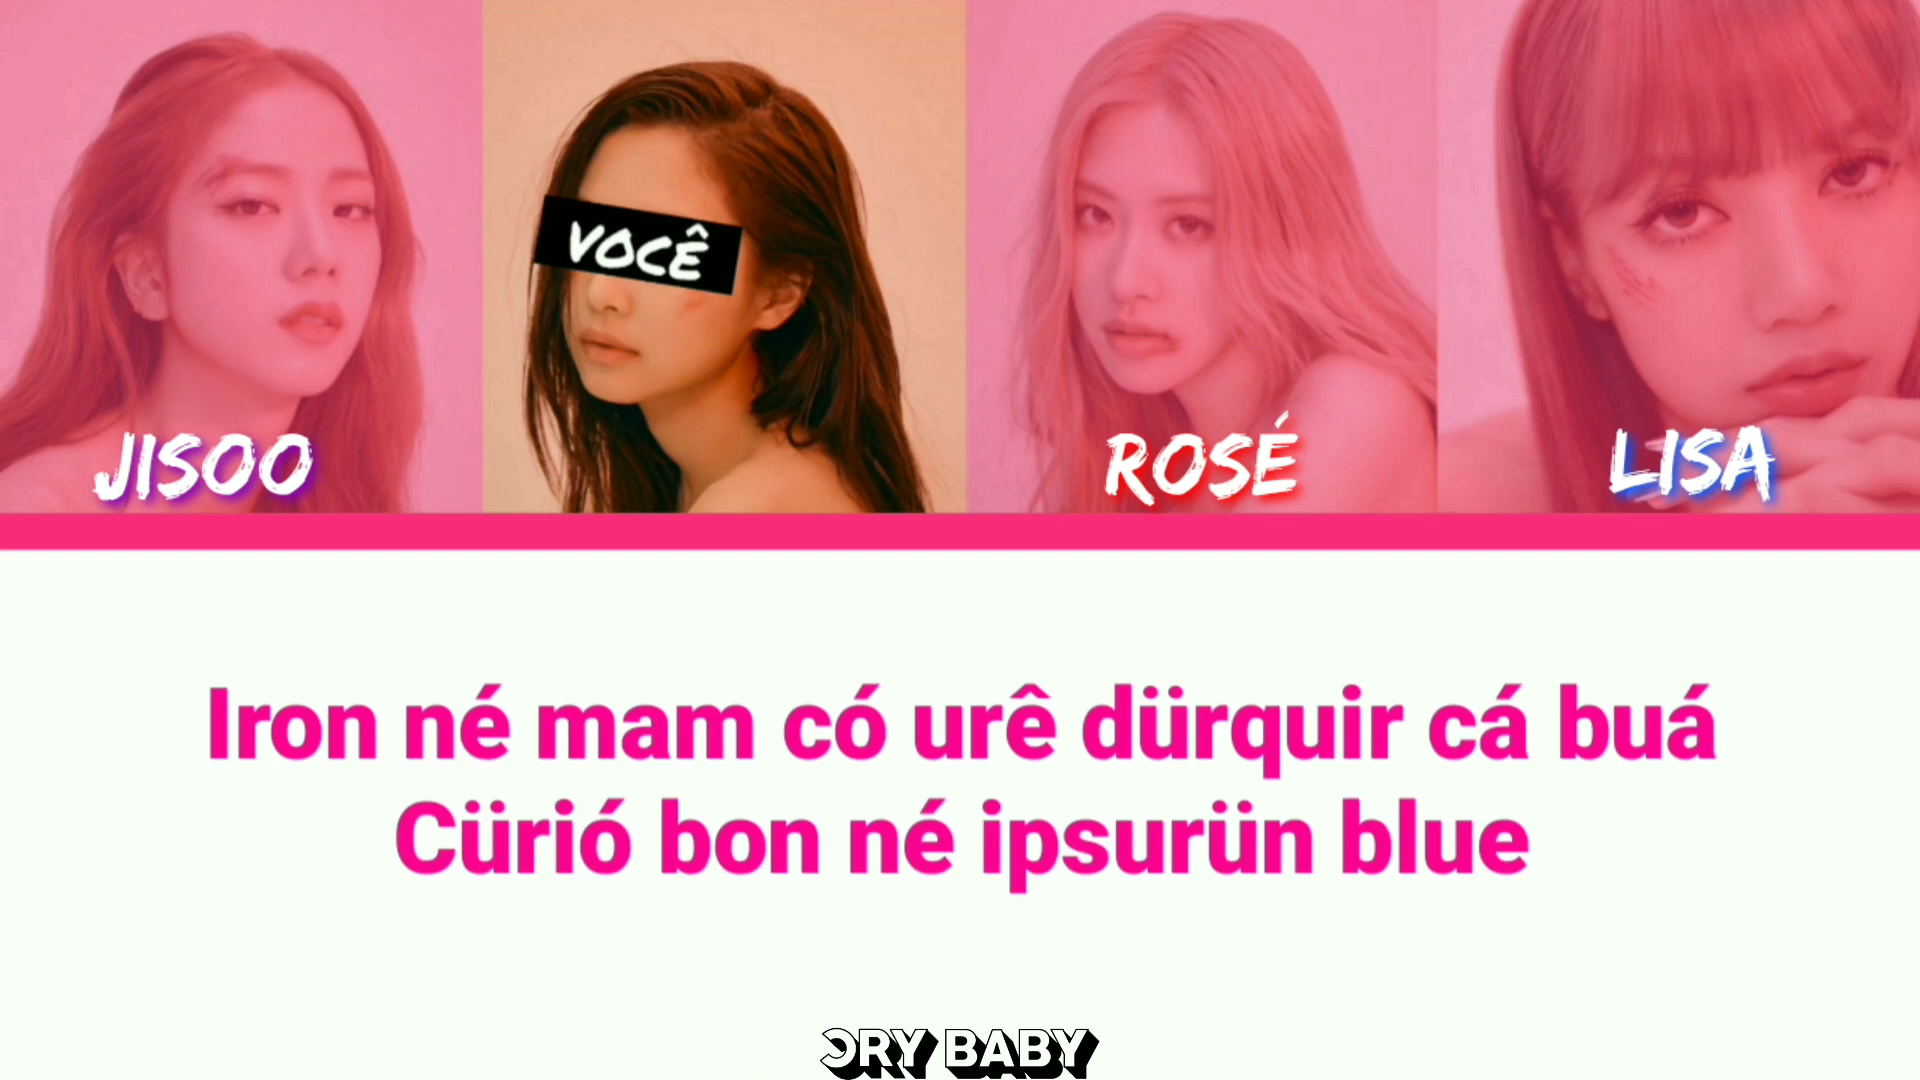 VOCÊ
JISOO
ROSÉ
LISA
Iron né mam có urê dürquir cá buá
Cürió bon né ipsurün blue
CRY BABY